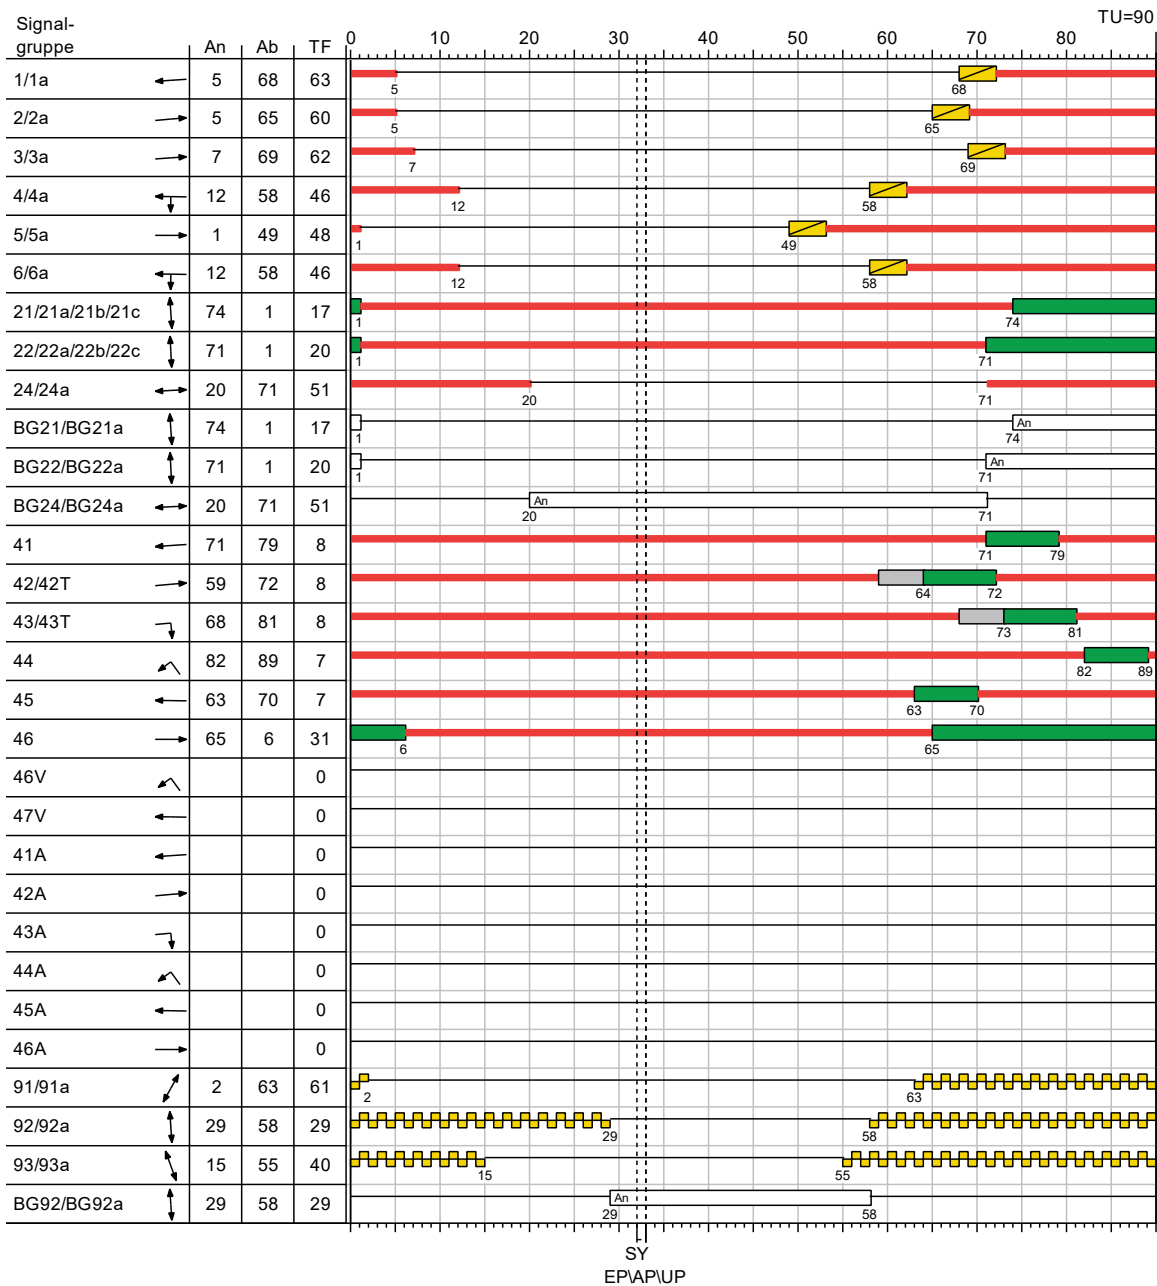 TU=90
Signal-
gruppe An Ab TF 0 10 20 30 40 50 60 70 80
1/1a 5 68 63
5 68
2/2a 5 65 60
5 65
3/3a 7 69 62
7 69
4/4a 12 58 46
12 58
5/5a 1 49 48
1 49
6/6a 12 58 46
12 58
21/21a/21b/21c 74 1 17
1 74
22/22a/22b/22c 71 1 20
1 71
24/24a 20 71 51
20 71
BG21/BG21a 74 1 17 An
1 74
BG22/BG22a 71 1 20 An
1 71
BG24/BG24a 20 71 51 An
20 71
41 71 79 8
71 79
42/42T 59 72 8
64 72
43/43T 68 81 8
73 81
44 82 89 7
82 89
45 63 70 7
63 70
46 65 6 31
6 65
46V 0
47V 0
41A 0
42A 0
43A 0
44A 0
45A 0
46A 0
91/91a 2 63 61
2 63
92/92a 29 58 29
29 58
93/93a 15 55 40
15 55
BG92/BG92a 29 58 29 An
29 58
SY
EP\AP\UP